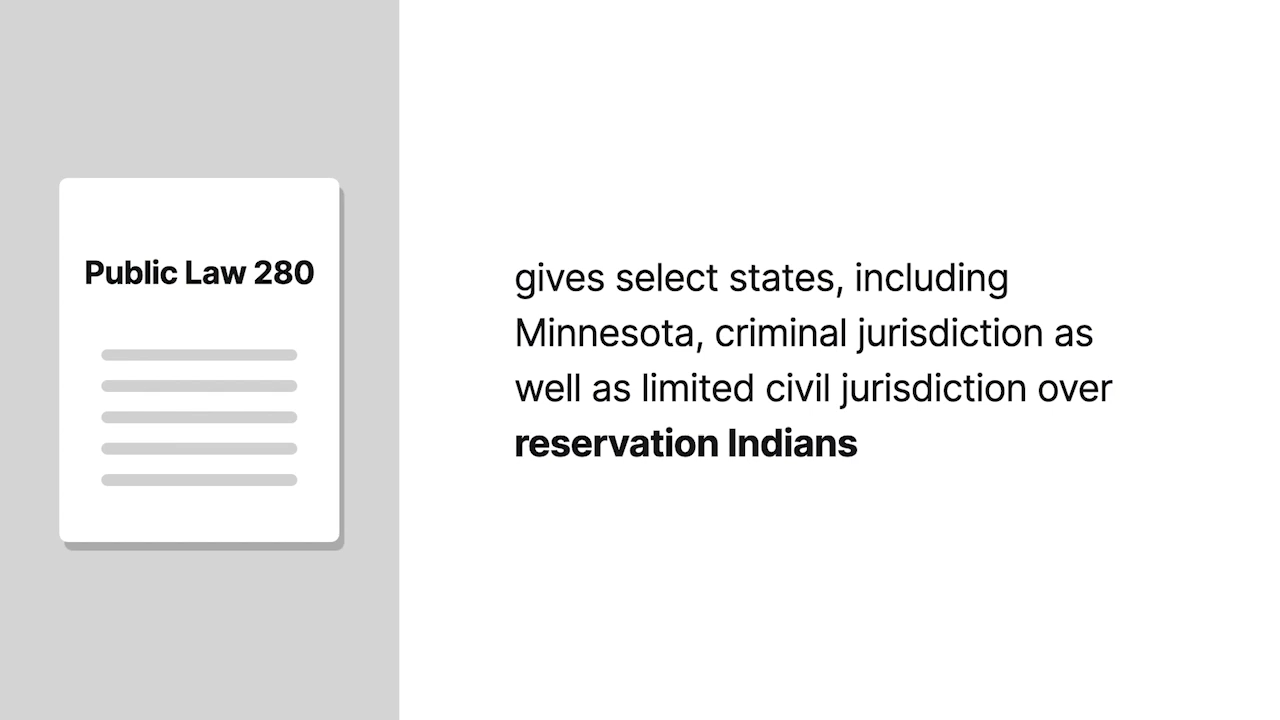 Public Law 280
gives select states, including
Minnesota, criminal jurisdiction as
well as limited civil jurisdiction over
reservation Indians